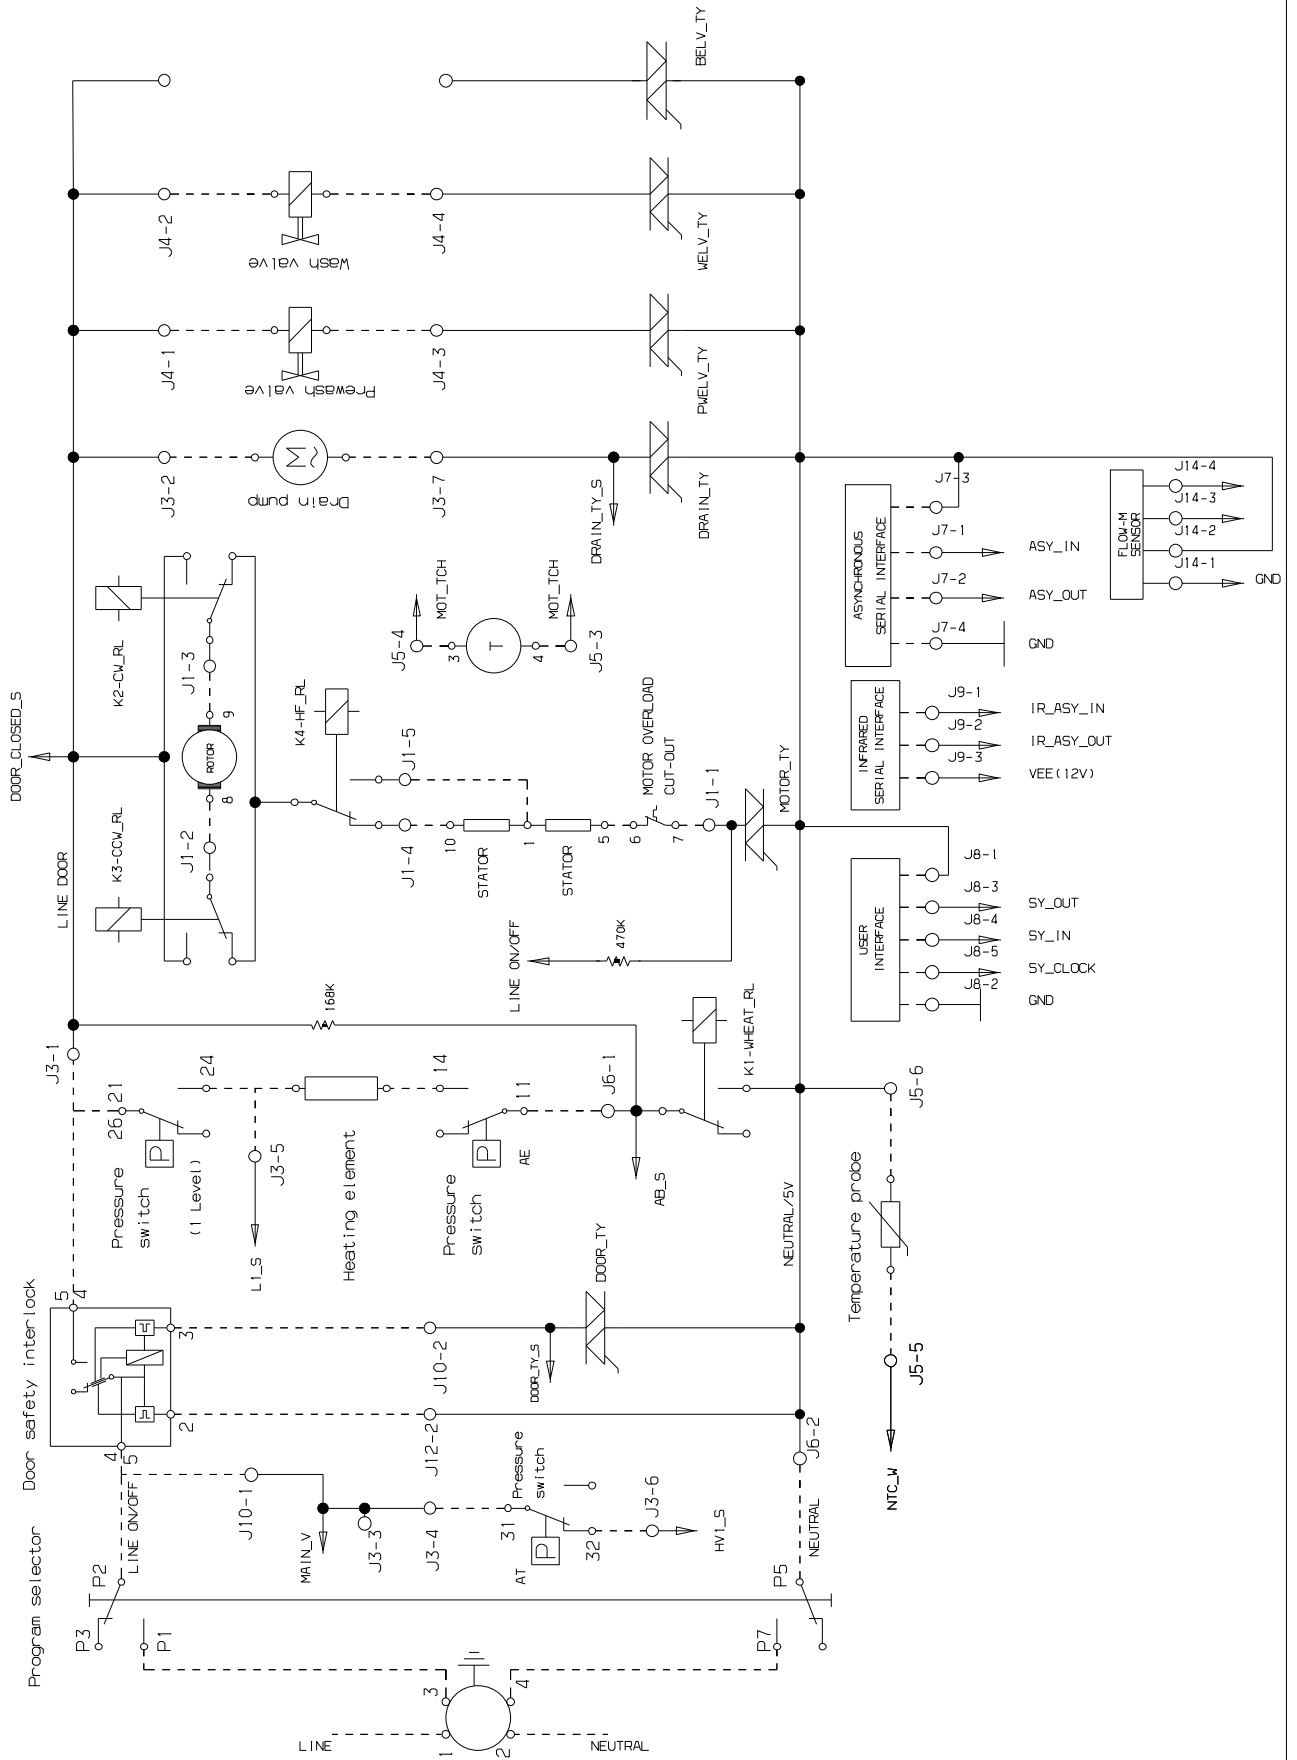 Program selector
Door safety interlock
LINE
NEUTRAL
1
2
3
4
P3
P1
P2
P7
P5
LINE ON/OFF
NEUTRAL
4
5
5
4
2
3
J10-1
MAIN_V
J3-3
J3-4
31
32
AT
Pressure
switch
J3-6
HV1_S
J6-2
J12-2
J10-2
DOOR_TY_S
DOOR_TY
NEUTRAL/5V
Pressure
switch
(1 Level)
26
21
24
J3-1
J3-5
L1_S
Heating element
Pressure
switch
14
11
AE
J6-1
AB_S
K1-WHEAT_RL
168K
Temperature probe
J5-5
J5-6
NTC_W
LINE DOOR
DOOR_CLOSED_S
K3-CCW_RL
K2-CW_RL
J1-2
J1-3
8
9
ROTOR
K4-HF_RL
J1-4
J1-5
10
STATOR
1
STATOR
5
6
7
MOTOR OVERLOAD
CUT-OUT
J1-1
LINE ON/OFF
470K
MOTOR_TY
J5-4
MOT_TCH
3
T
4
MOT_TCH
J5-3
J3-2
M
~
Drain pump
J3-7
DRAIN_TY_S
DRAIN_TY
J4-1
Prewash valve
J4-3
PWELV_TY
J4-2
Wash valve
J4-4
WELV_TY
BELV_TY
USER
INTERFACE
J8-1
J8-3
SY_OUT
J8-4
SY_IN
J8-5
SY_CLOCK
J8-2
GND
INFRARED
SERIAL INTERFACE
J9-1
IR_ASY_IN
J9-2
IR_ASY_OUT
J9-3
VEE(12V)
ASYNCHRONOUS
SERIAL INTERFACE
J7-3
J7-1
ASY_IN
J7-2
ASY_OUT
J7-4
GND
FLOW-M
SENSOR
J14-4
J14-3
J14-2
J14-1
GND
P
P
P